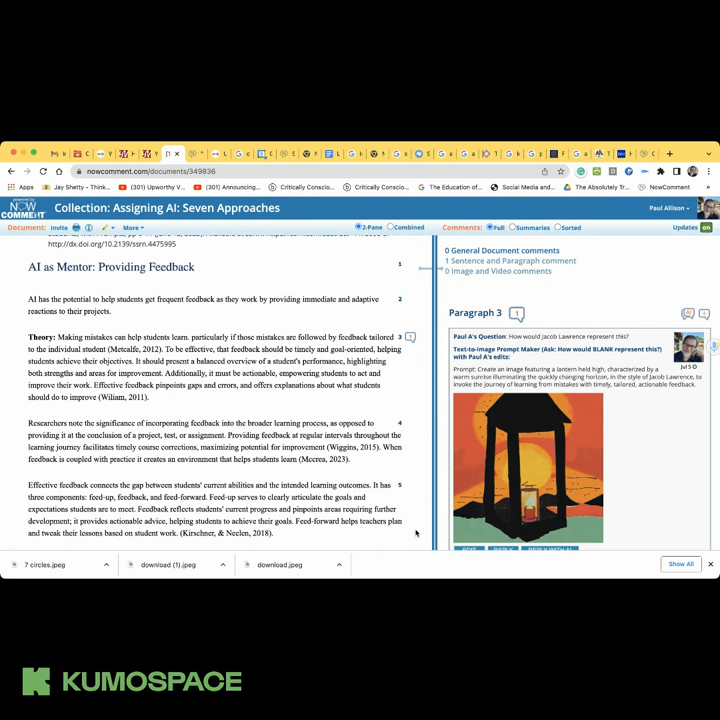 nowcomment.com/documents/349836
Apps
Jay Shetty - Think...
(301) Upworthy V...
(301) Announcing...
Critically Conscio...
Critically Conscio...
The Education of...
Social Media and...
The Absolutely Tr...
NowComment
powered by
NOW
COMMENT
Collection: Assigning AI: Seven Approaches
Paul Allison
Document: Invite
More
2-Pane
Combined
Comments:
Full
Summaries
Sorted
Updates
on
http://dx.doi.org/10.2139/ssrn.4475995
AI as Mentor: Providing Feedback
1
AI has the potential to help students get frequent feedback as they work by providing immediate and adaptive
2
reactions to their projects.
Theory: Making mistakes can help students learn. particularly if those mistakes are followed by feedback tailored
3
1
to the individual student (Metcalfe, 2012). To be effective, that feedback should be timely and goal-oriented, helping
students achieve their objectives. It should present a balanced overview of a student's performance, highlighting
both strengths and areas for improvement. Additionally, it must be actionable, empowering students to act and
improve their work. Effective feedback pinpoints gaps and errors, and offers explanations about what students
should do to improve (Wiliam, 2011).
Researchers note the significance of incorporating feedback into the broader learning process, as opposed to
4
providing it at the conclusion of a project, test, or assignment. Providing feedback at regular intervals throughout the
learning journey facilitates timely course corrections, maximizing potential for improvement (Wiggins, 2015). When
feedback is coupled with practice it creates an environment that helps students learn (Mccrea, 2023).
Effective feedback connects the gap between students' current abilities and the intended learning outcomes. It has
5
three components: feed-up, feedback, and feed-forward. Feed-up serves to clearly articulate the goals and
expectations students are to meet. Feedback reflects students' current progress and pinpoints areas requiring further
development; it provides actionable advice, helping students to achieve their goals. Feed-forward helps teachers plan
and tweak their lessons based on student work. (Kirschner, & Neelen, 2018).
0 General Document comments
1 Sentence and Paragraph comment
0 Image and Video comments
Paragraph 3
1
Paul A's Question: How would Jacob Lawrence represent this?
Text-to-image Prompt Maker (Ask: How would BLANK represent this?)
with Paul A's edits:
Jul 5
Prompt: Create an image featuring a lantern held high, characterized by a
warm sunrise illuminating the quickly changing horizon, in the style of Jacob Lawrence, to
invoke the journey of learning from mistakes with timely, tailored, actionable feedback.
EDIT
REPLY
REPLY WITH AI
7 circles.jpeg
download (1).jpeg
download.jpeg
Show All
KUMOSPACE